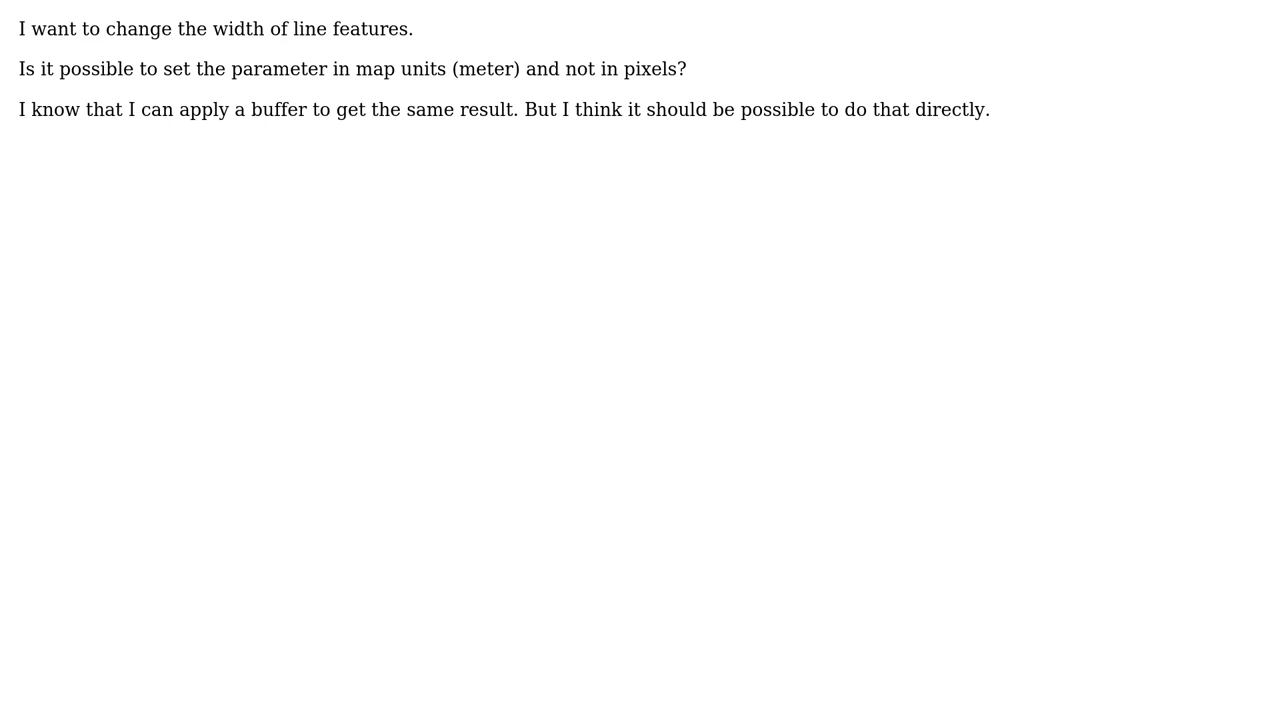 I want to change the width of line features.
Is it possible to set the parameter in map units (meter) and not in pixels?
I know that I can apply a buffer to get the same result. But I think it should be possible to do that directly.